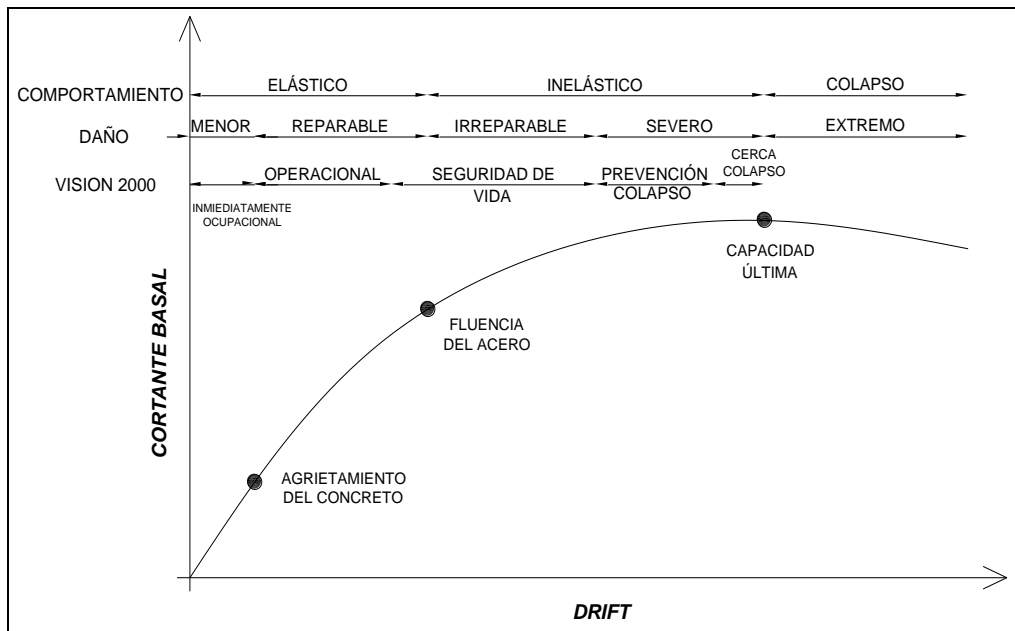 COMPORTAMIENTO ELÁSTICO INELÁSTICO COLAPSO
DAÑO MENOR REPARABLE IRREPARABLE SEVERO EXTREMO
VISION 2000 OPERACIONAL SEGURIDAD DE VIDA PREVENCIÓN COLAPSO CERCA COLAPSO
INMIEDIATAMENTE
OCUPACIONAL
CAPACIDAD
ÚLTIMA
FLUENCIA
DEL ACERO
AGRIETAMIENTO
DEL CONCRETO
CORTANTE BASAL
DRIFT